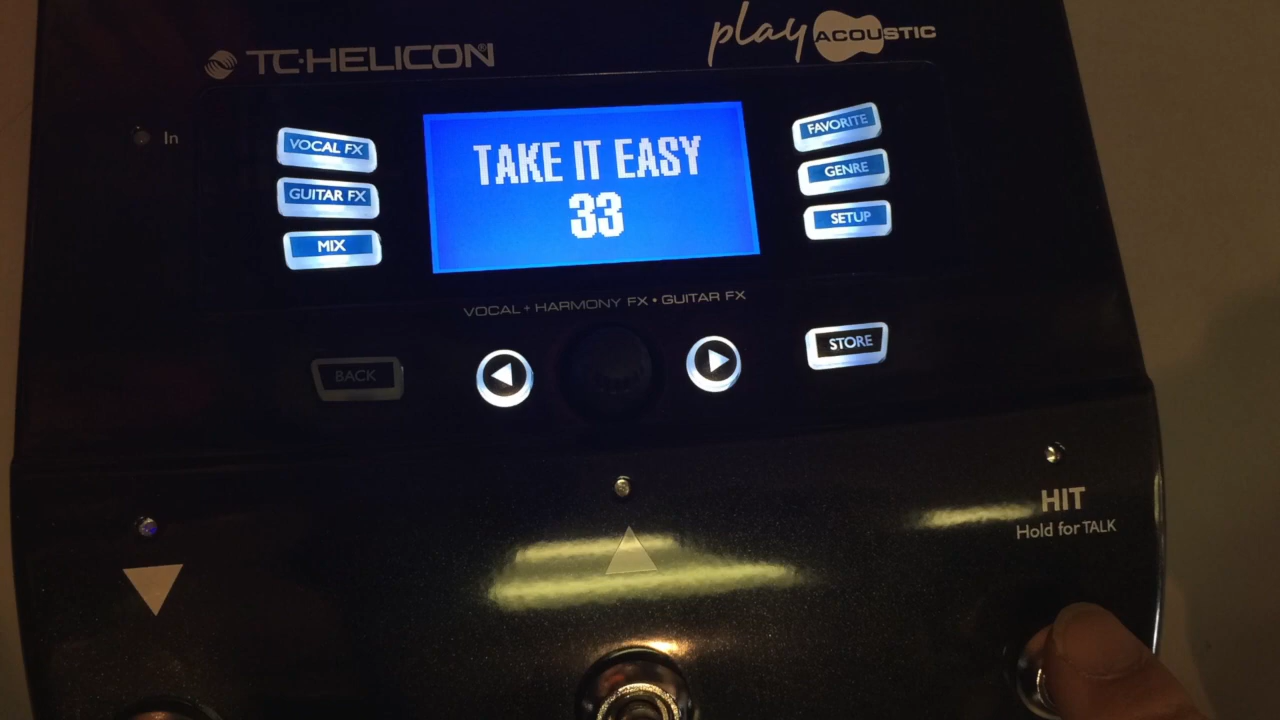 TC·HELICON®
play ACOUSTIC
In
VOCAL FX
GUITAR FX
MIX
TAKE IT EASY
33
FAVORITE
GENRE
SETUP
VOCAL + HARMONY FX • GUITAR FX
BACK
STORE
HIT
Hold for TALK